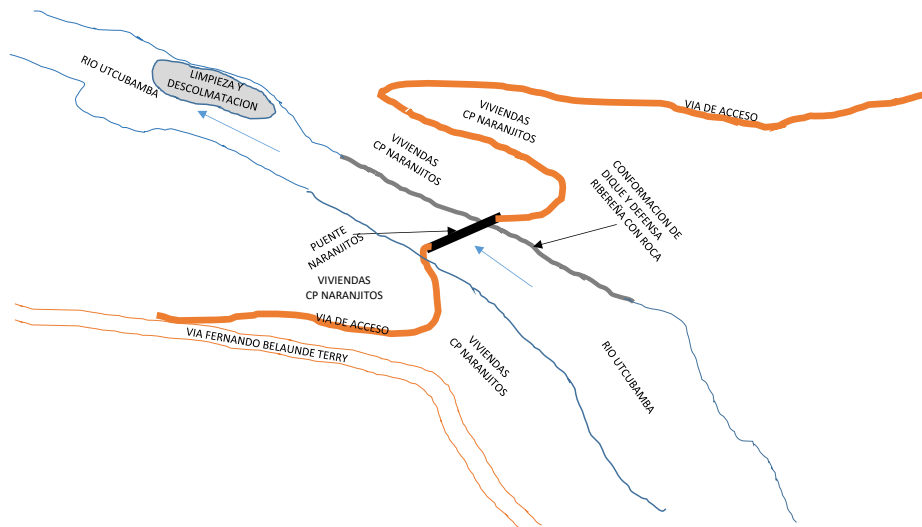 RIO UTCUBAMBA
LIMPIEZA Y
DESCOLMATACION
VIVIENDAS
CP NARANJITOS
VIA DE ACCESO
VIVIENDAS
CP NARANJITOS
CONFORMACION DE
DIQUE Y DEFENSA
RIBEREÑA CON ROCA
PUENTE
NARANJITOS
VIVIENDAS
CP NARANJITOS
VIA DE ACCESO
VIA FERNANDO BELAUNDE TERRY
VIVIENDAS
CP NARANJITOS
RIO UTCUBAMBA